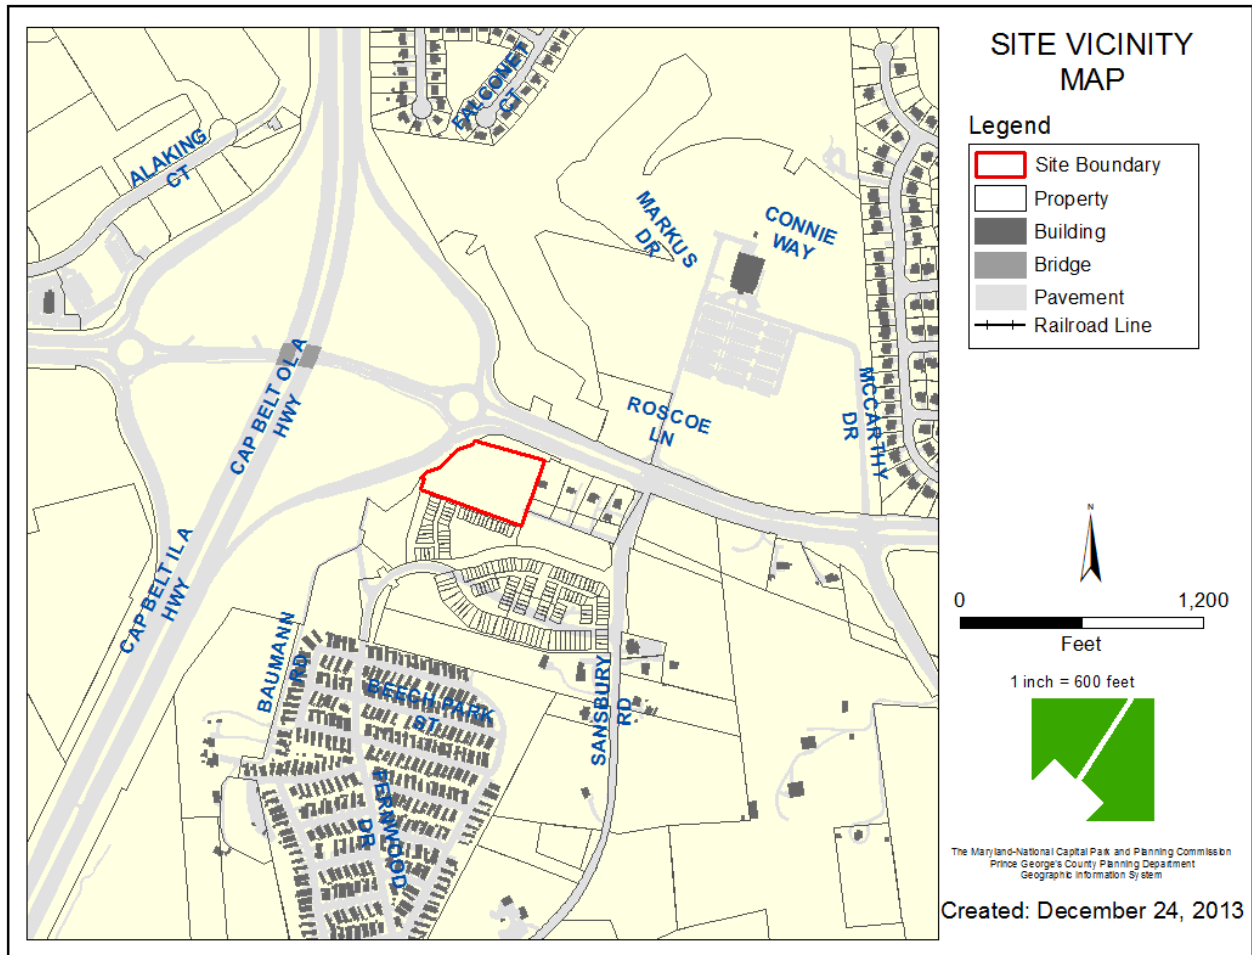 SITE VICINITY
MAP
Legend
Site Boundary
Property
Building
Bridge
Pavement
Railroad Line
N
0 1,200
Feet
1 inch = 600 feet
The Maryland-National Capital Park and Planning Commission
Prince George's County Planning Department
Geographic Information System
Created: December 24, 2013
FALCONET
CT
ALAKING
CT
MARKUS
DR
CONNIE
WAY
CAP BELT OL A
HWY
ROSCOE
LN
MCCARTHY
DR
CAP BELT IL A
HWY
BAUMANN
RD
BEECH PARK
ST
SANSBURY
RD
FERNWOOD
DR